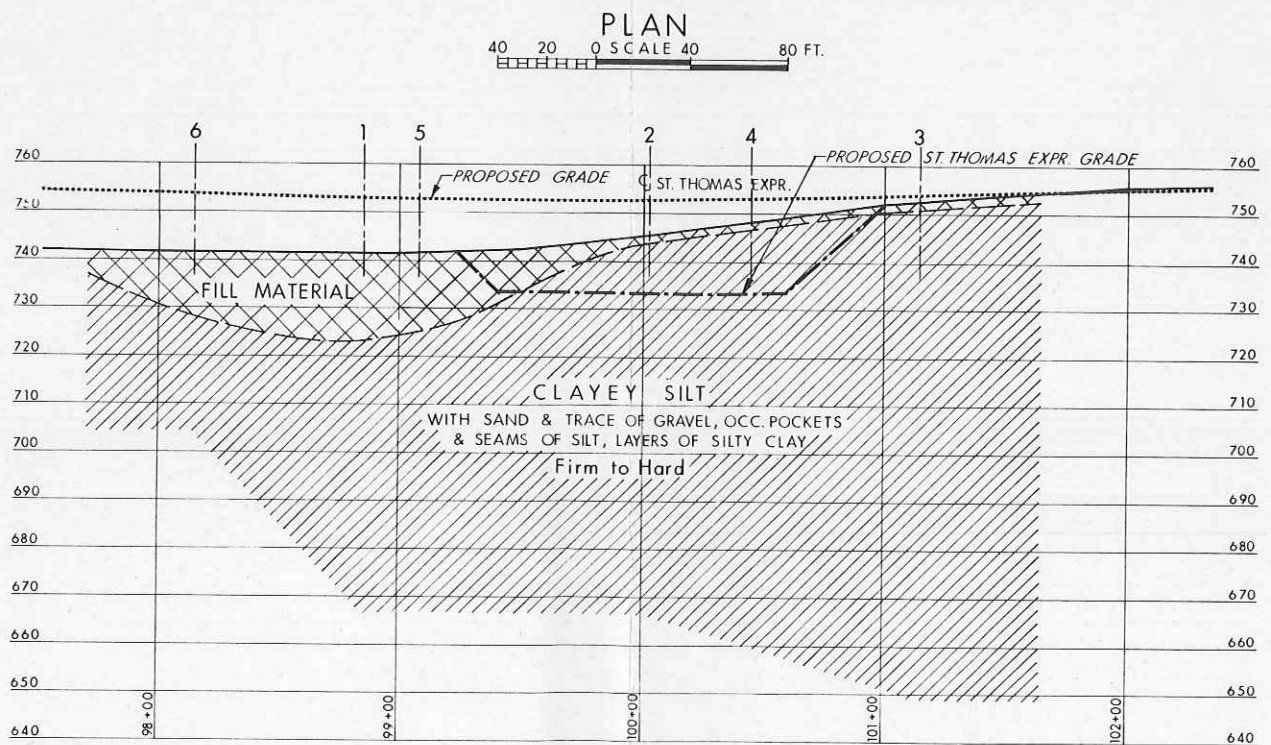 PLAN
40 20 0 SCALE 40 80 FT.
6 1 5 2 4 3
760 760
PROPOSED ST. THOMAS EXPR. GRADE
PROPOSED GRADE ℄ ST. THOMAS EXPR.
750 750
740 740
FILL MATERIAL
730 730
720 720
CLAYEY SILT
710 710
WITH SAND & TRACE OF GRAVEL, OCC. POCKETS
& SEAMS OF SILT, LAYERS OF SILTY CLAY
700 700
Firm to Hard
690 690
680 680
670 670
660 660
650 650
98+00 99+00 100+00 101+00 102+00
640 640